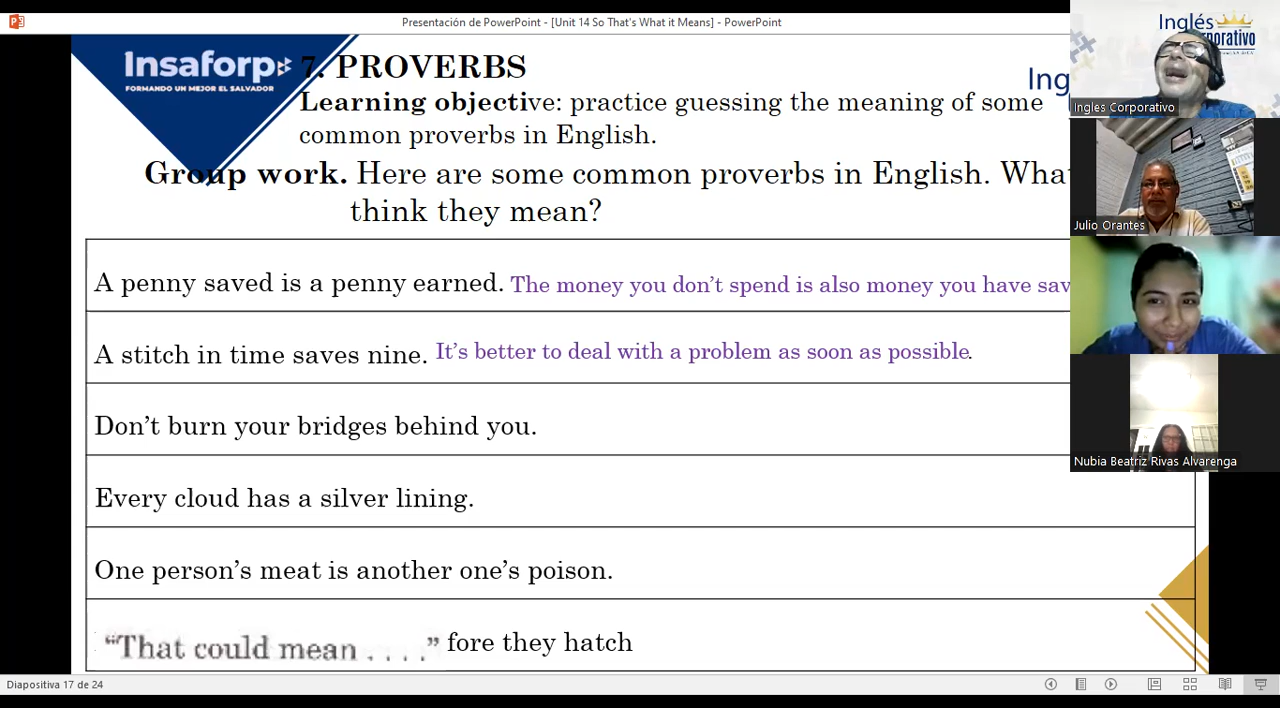 Presentación de PowerPoint - [Unit 14 So That's What it Means] - PowerPoint
Insaforp
FORMANDO UN MEJOR EL SALVADOR
7. PROVERBS
Learning objective: practice guessing the meaning of some
common proverbs in English.
Group work. Here are some common proverbs in English. What
think they mean?
A penny saved is a penny earned. The money you don't spend is also money you have sav
A stitch in time saves nine. It's better to deal with a problem as soon as possible.
Don't burn your bridges behind you.
Every cloud has a silver lining.
One person's meat is another one's poison.
"That could mean . . . ." fore they hatch
Diapositiva 17 de 24
Ing
Inglés
Corporativo
Ingles Corporativo
Julio Orantes
Nubia Beatriz Rivas Alvarenga